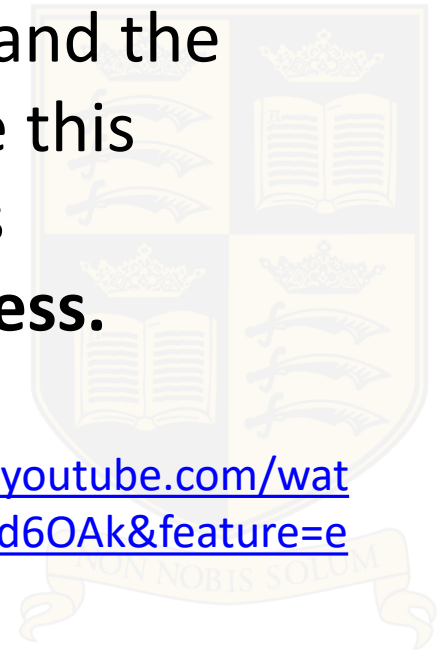 and the
e this
s
ess.
youtube.com/wat
d6OAk&feature=e
NON NOBIS SOLUM